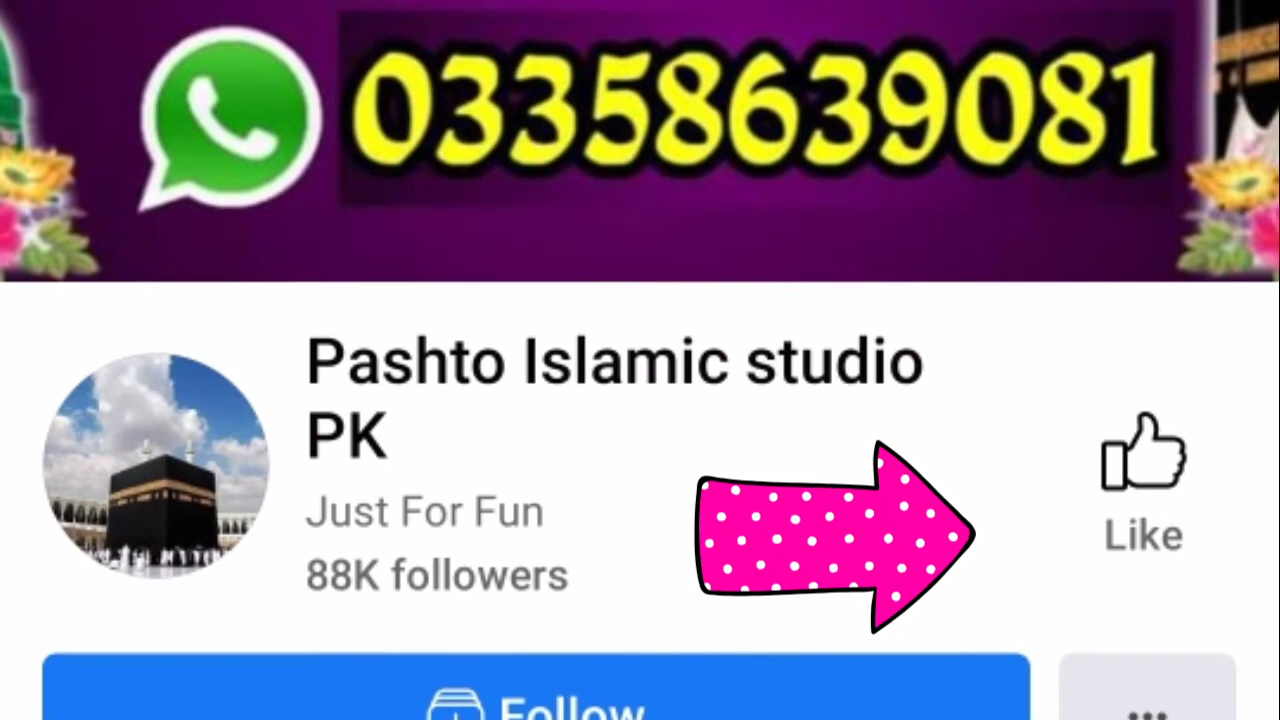 03358639081
Pashto Islamic studio
PK
Just For Fun
88K followers
Like
Follow